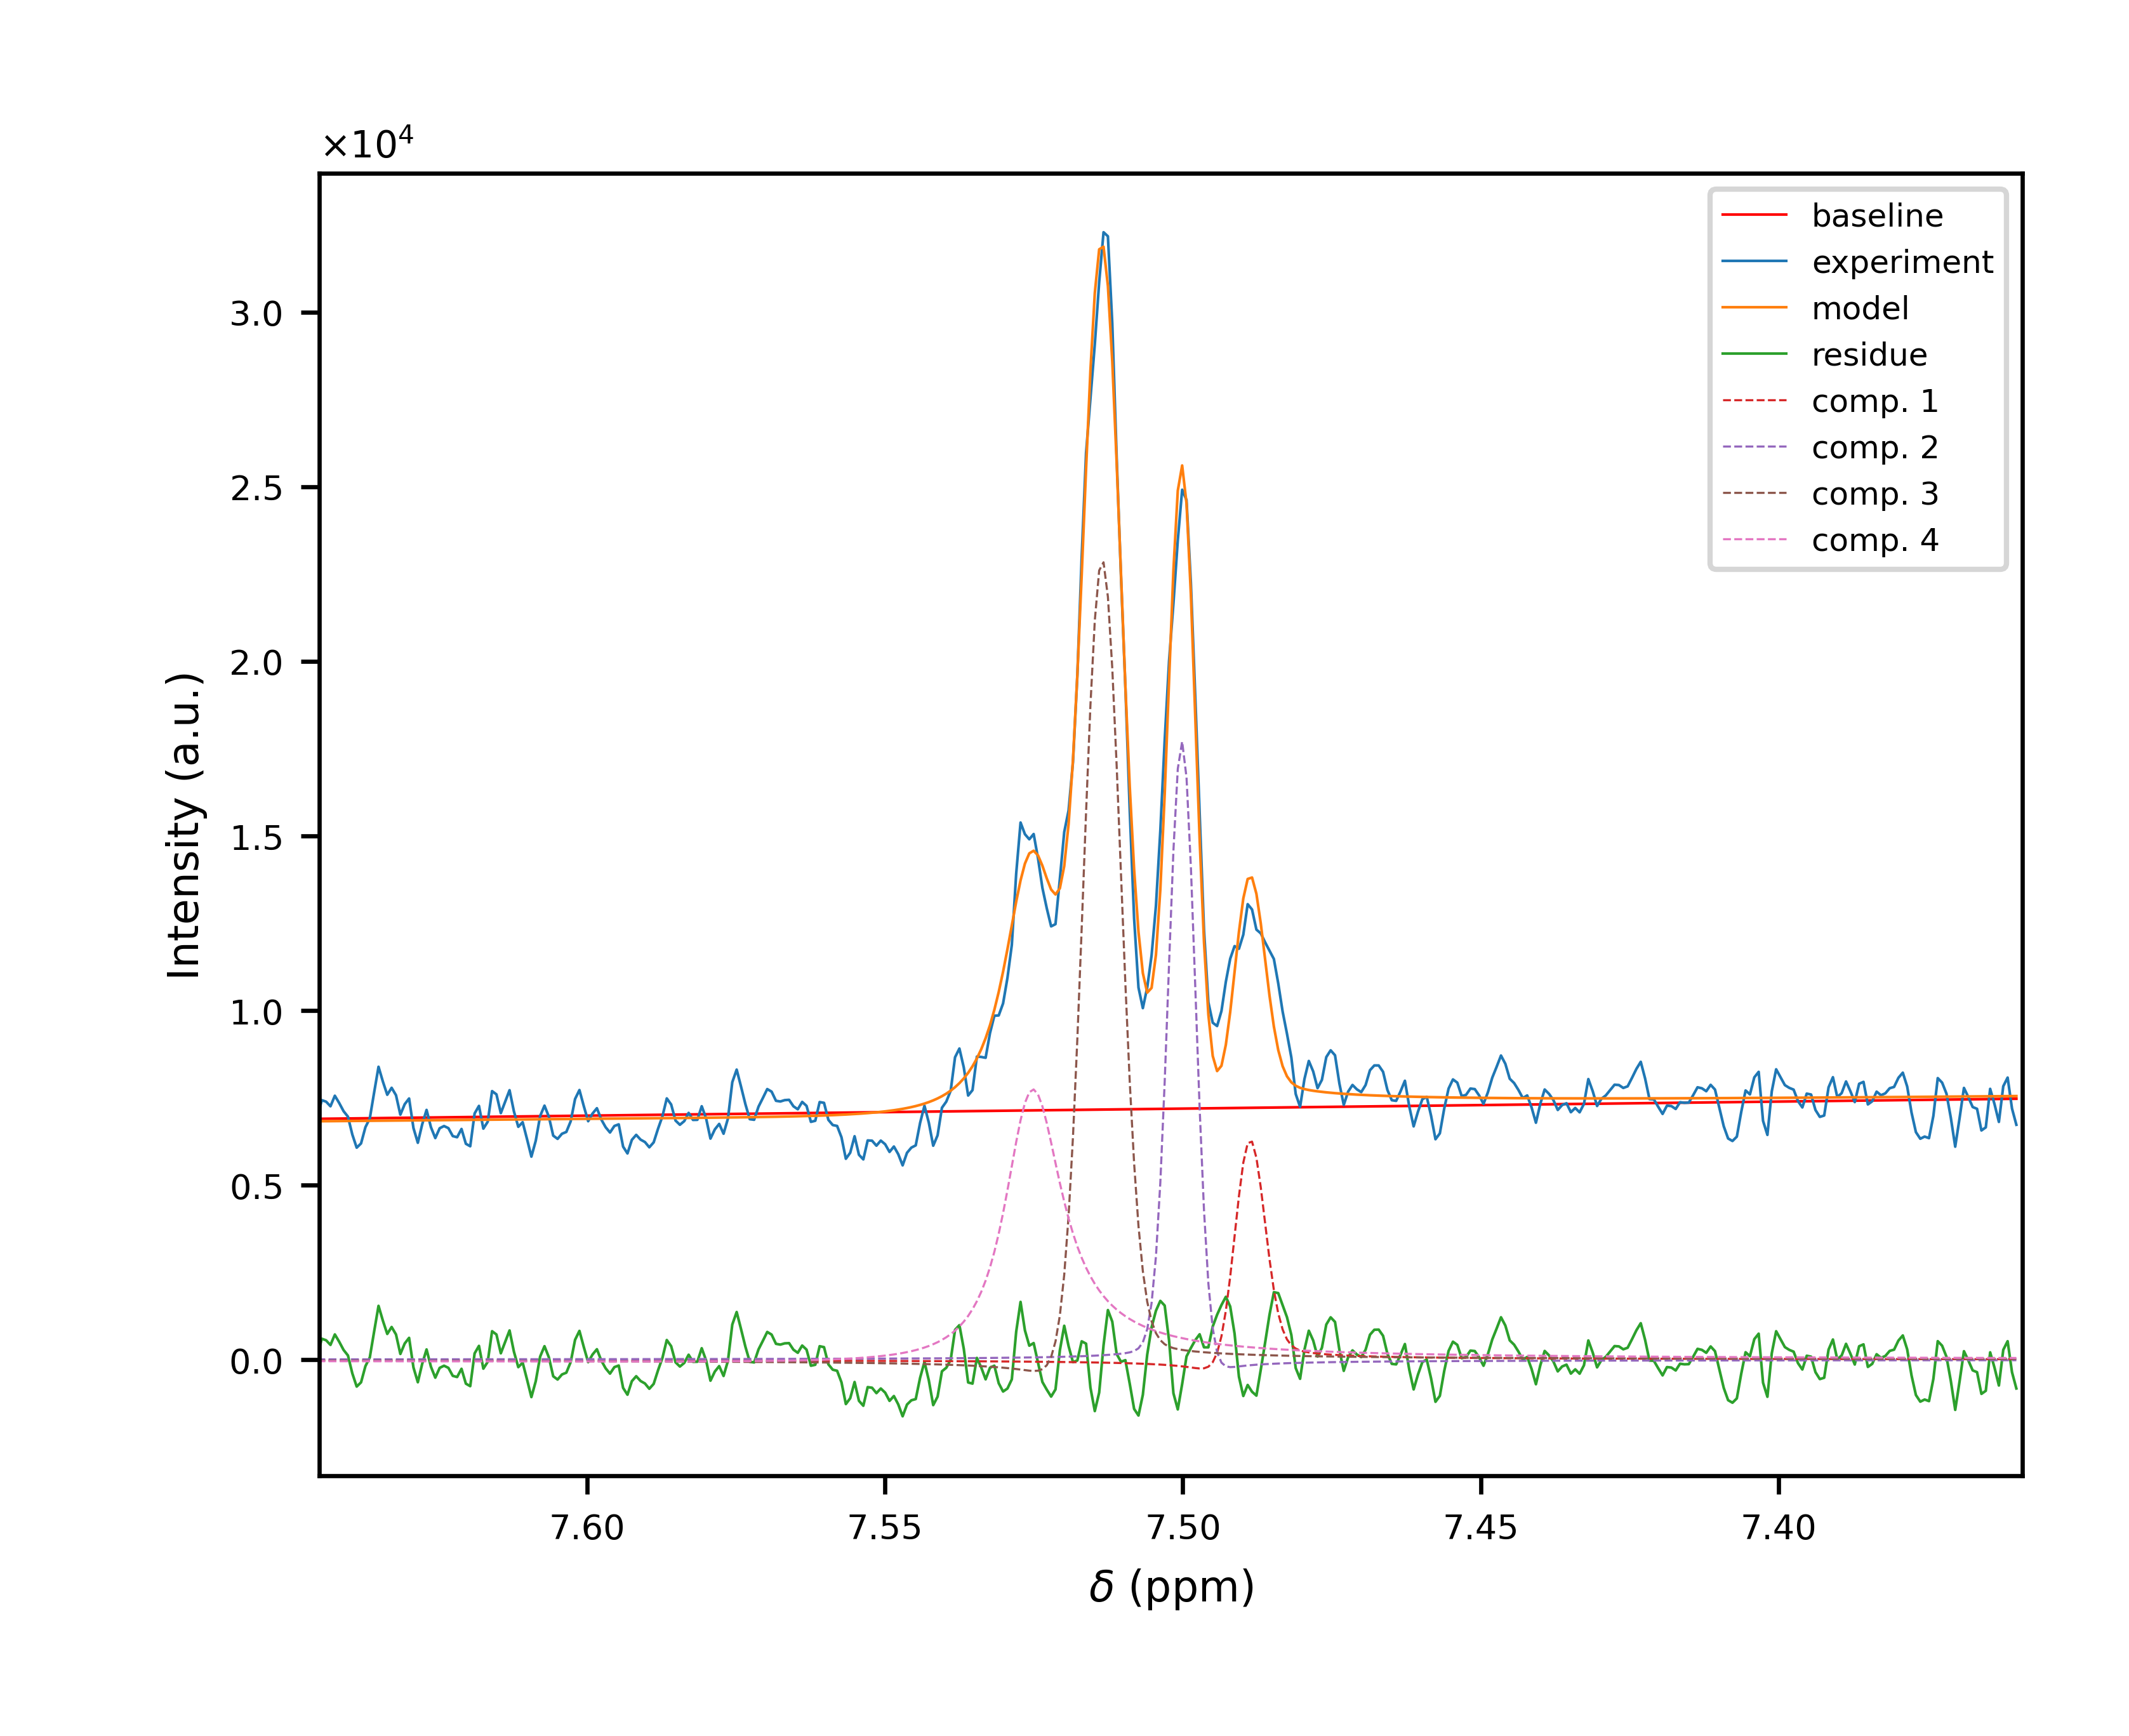 ×10⁴
3.0
2.5
2.0
1.5
1.0
0.5
0.0
Intensity (a.u.)
baseline
experiment
model
residue
comp. 1
comp. 2
comp. 3
comp. 4
7.60 7.55 7.50 7.45 7.40
δ (ppm)